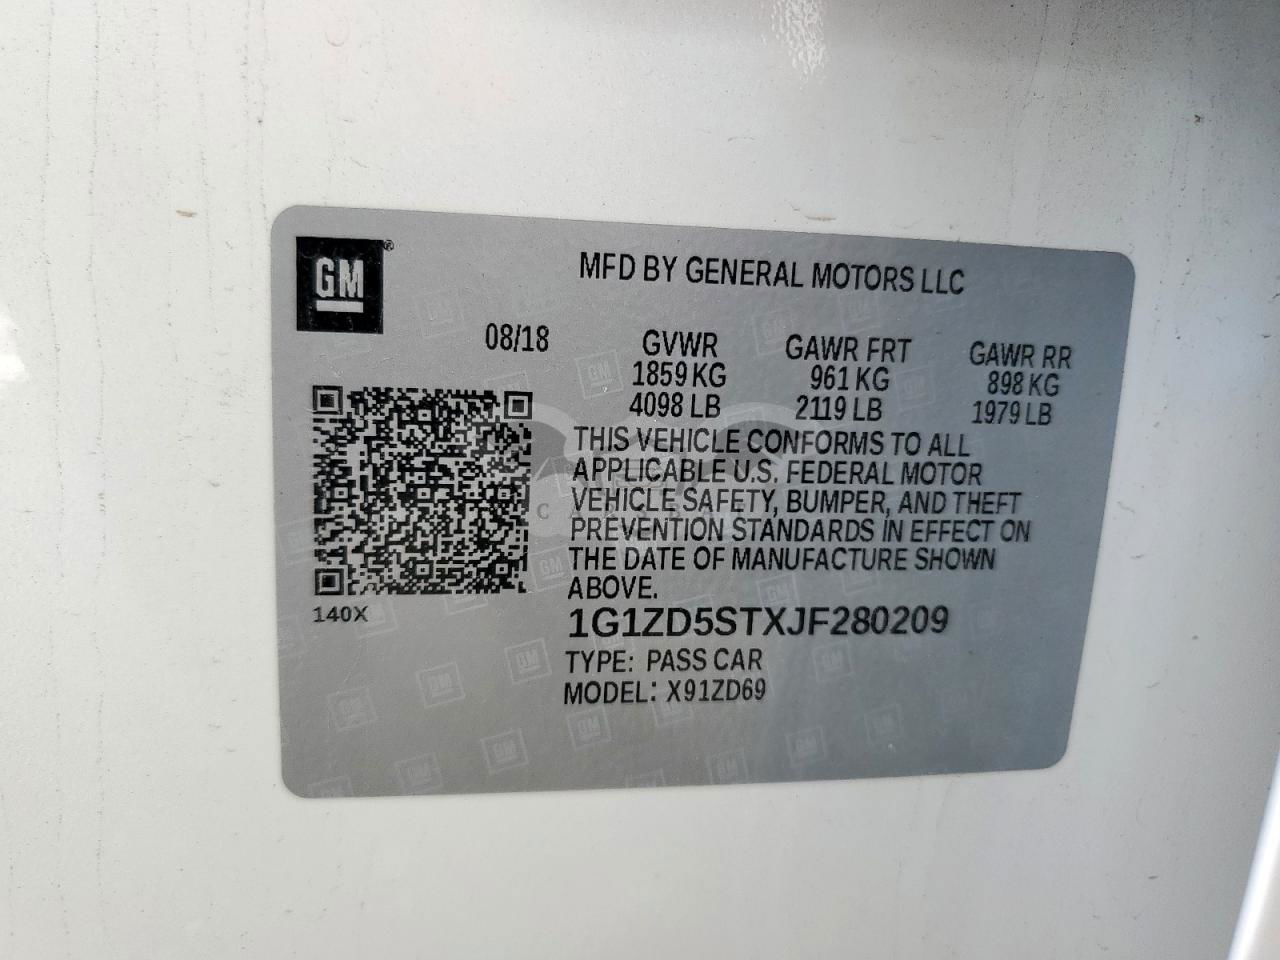 GM®
MFD BY GENERAL MOTORS LLC
08/18 GVWR GAWR FRT GAWR RR
1859 KG 961 KG 898 KG
4098 LB 2119 LB 1979 LB
THIS VEHICLE CONFORMS TO ALL
APPLICABLE U.S. FEDERAL MOTOR
VEHICLE SAFETY, BUMPER, AND THEFT
PREVENTION STANDARDS IN EFFECT ON
THE DATE OF MANUFACTURE SHOWN
ABOVE.
140X
1G1ZD5STXJF280209
TYPE: PASS CAR
MODEL: X91ZD69